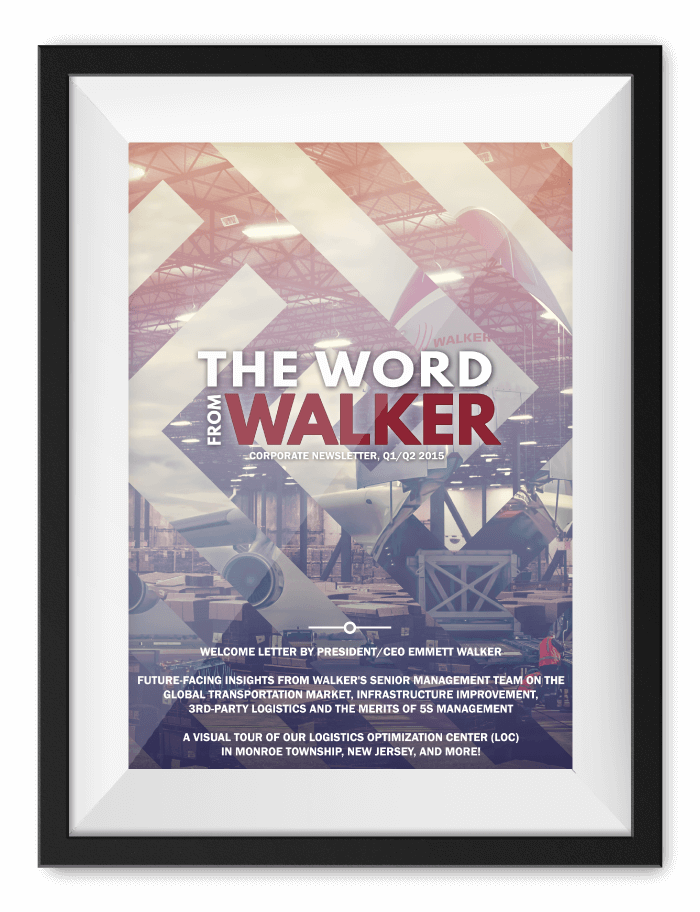 WALKER
THE WORD
FROM WALKER
CORPORATE NEWSLETTER, Q1/Q2 2015
WELCOME LETTER BY PRESIDENT/CEO EMMETT WALKER
FUTURE-FACING INSIGHTS FROM WALKER'S SENIOR MANAGEMENT TEAM ON THE
GLOBAL TRANSPORTATION MARKET, INFRASTRUCTURE IMPROVEMENT,
3RD-PARTY LOGISTICS AND THE MERITS OF 5S MANAGEMENT
A VISUAL TOUR OF OUR LOGISTICS OPTIMIZATION CENTER (LOC)
IN MONROE TOWNSHIP, NEW JERSEY, AND MORE!